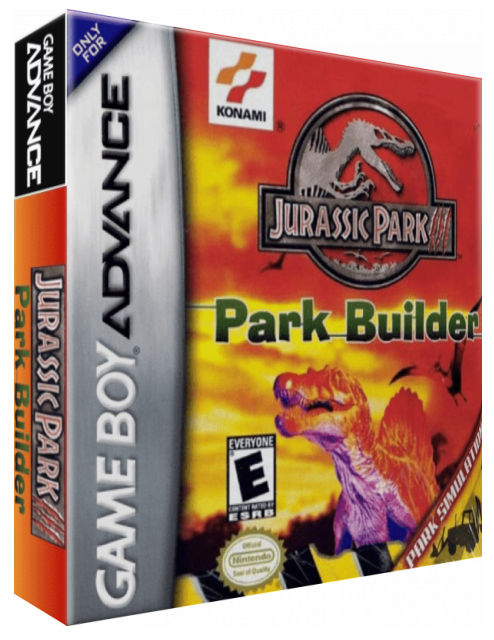 GAME BOY
ADVANCE
JURASSIC PARK III
Park Builder
ONLY
FOR
GAME BOY ADVANCE
KONAMI
®
JURASSIC PARK III
Park Builder
EVERYONE
E
CONTENT RATED BY
ESRB
Official
Nintendo
Seal of Quality
PARK SIMULATION